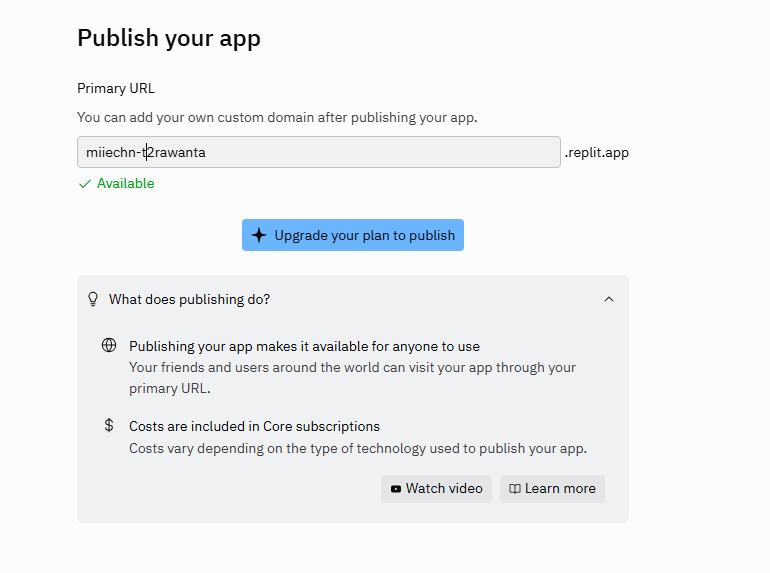 Publish your app
Primary URL
You can add your own custom domain after publishing your app.
miiechn-t2rawanta .replit.app
Available
Upgrade your plan to publish
What does publishing do?
Publishing your app makes it available for anyone to use
Your friends and users around the world can visit your app through your
primary URL.
$ Costs are included in Core subscriptions
Costs vary depending on the type of technology used to publish your app.
Watch video Learn more